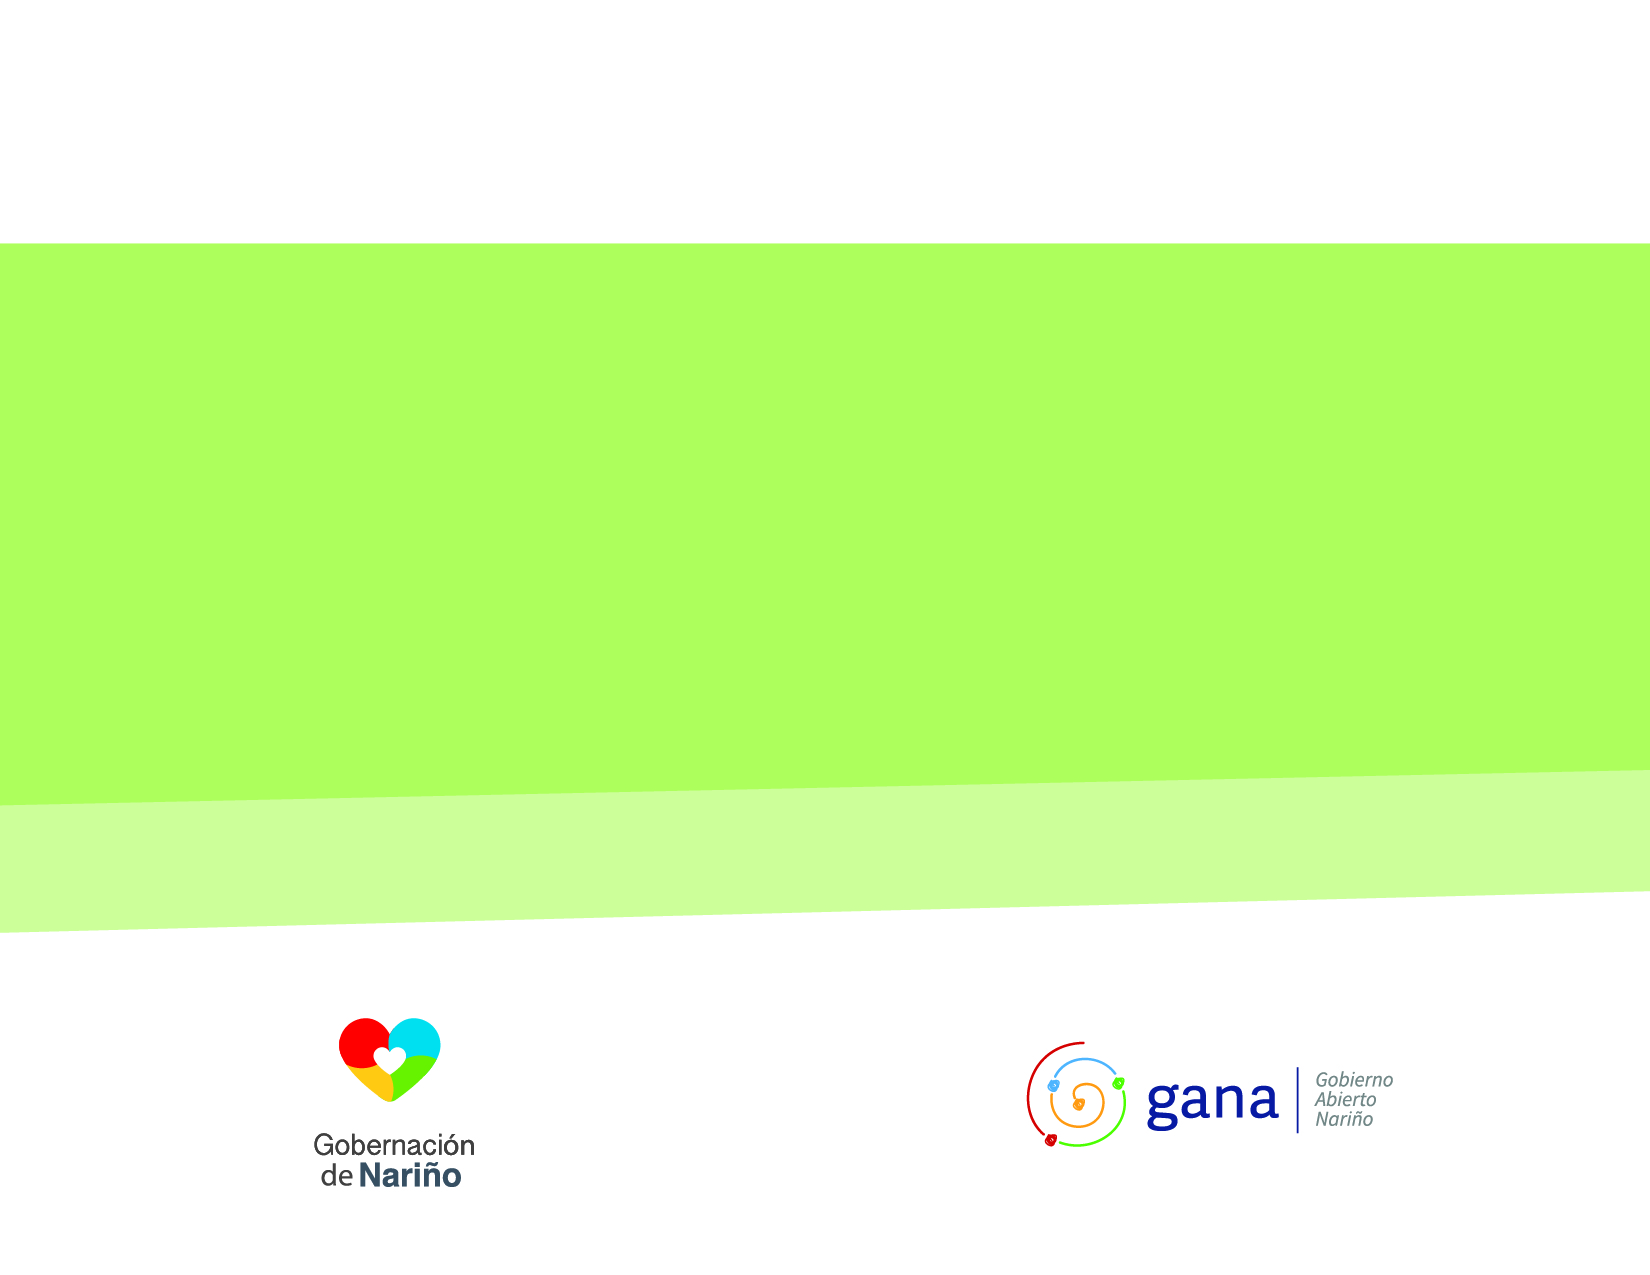 Gobernación
de Nariño
gana
Gobierno
Abierto
Nariño